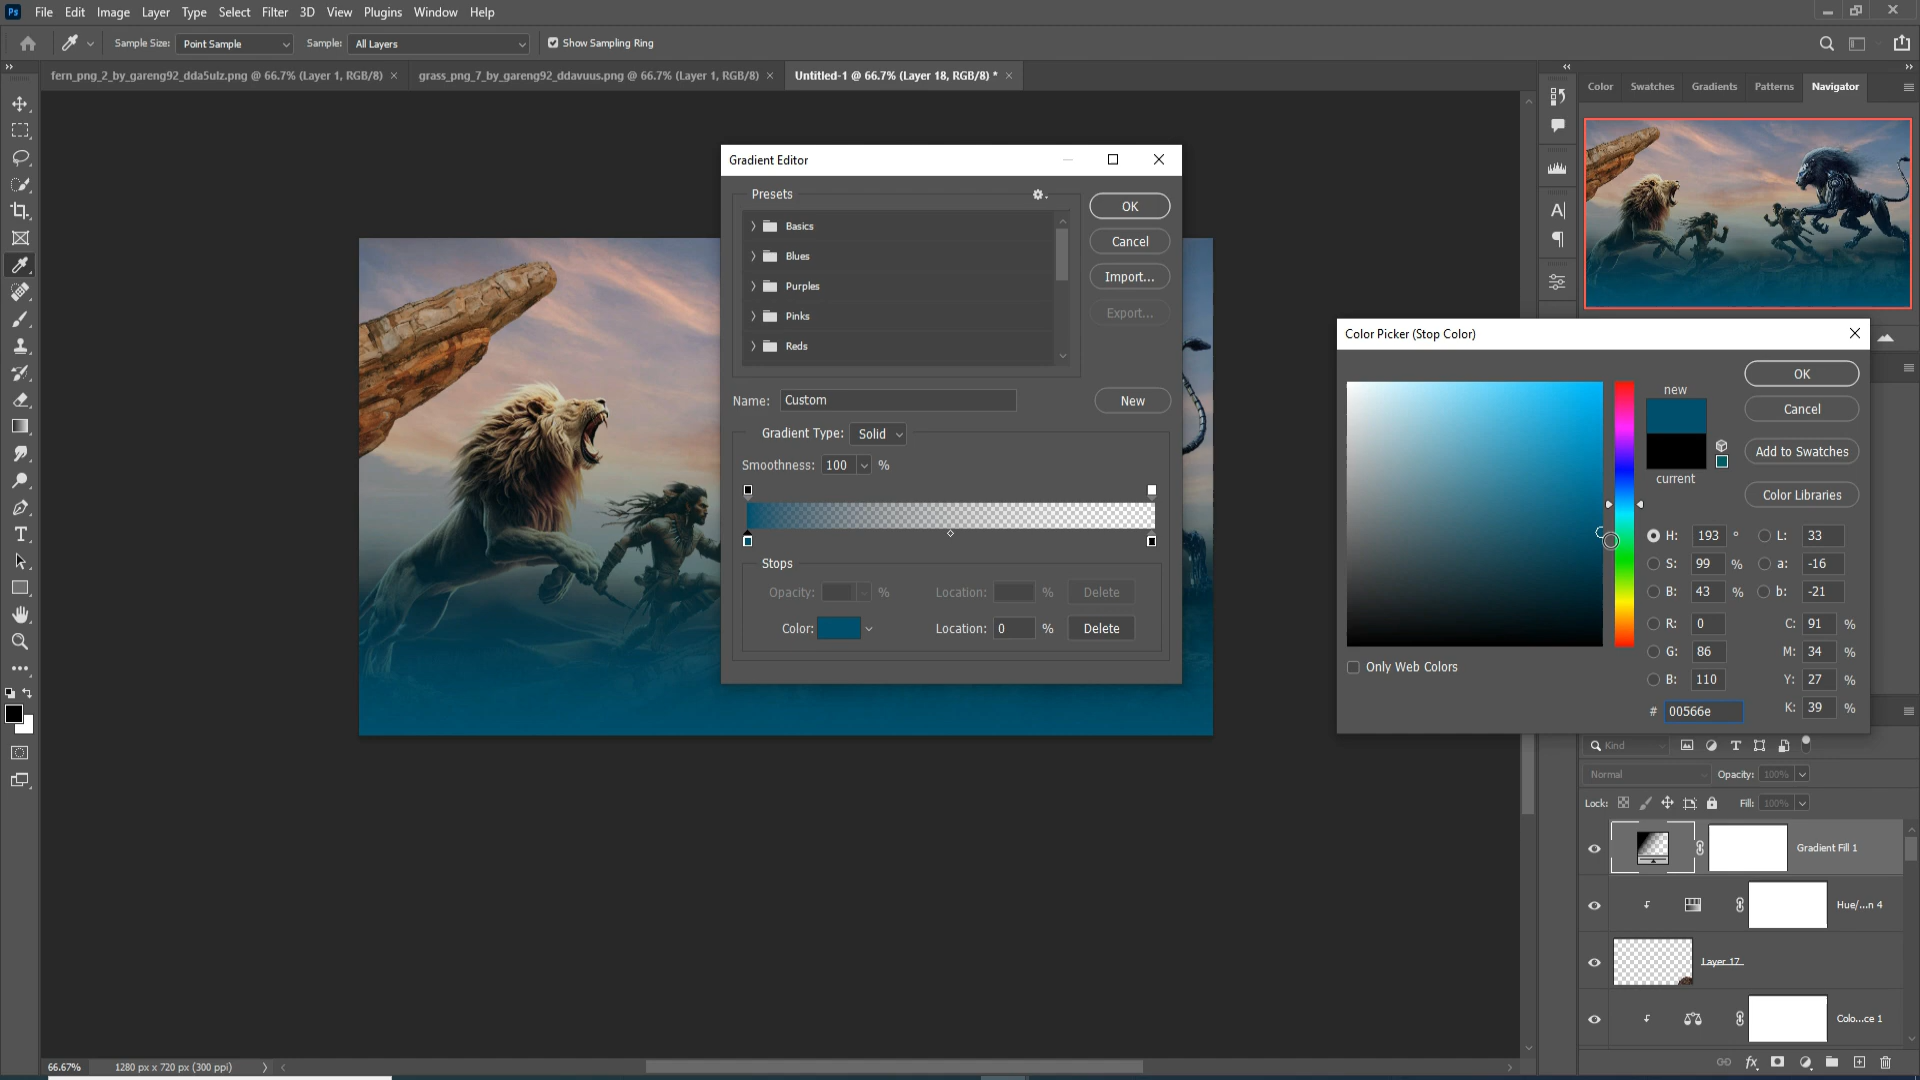 Ps File Edit Image Layer Type Select Filter 3D View Plugins Window Help
Sample Size: Point Sample Sample: All Layers Show Sampling Ring
fern_png_2_by_gareng92_dda5ulz.png @ 66.7% (Layer 1, RGB/8) × grass_png_7_by_gareng92_ddavuus.png @ 66.7% (Layer 1, RGB/8) × Untitled-1 @ 66.7% (Layer 18, RGB/8) * ×
Color Swatches Gradients Patterns Navigator
Gradient Editor
Presets
Basics
Blues
Purples
Pinks
Reds
OK
Cancel
Import...
Export...
Name: Custom New
Gradient Type: Solid
Smoothness: 100 %
Stops
Opacity: % Location: % Delete
Color: Location: 0 % Delete
Color Picker (Stop Color)
new
current
OK
Cancel
Add to Swatches
Color Libraries
H: 193 ° L: 33
S: 99 % a: -16
B: 43 % b: -21
R: 0 C: 91 %
G: 86 M: 34 %
B: 110 Y: 27 %
# 00566e K: 39 %
Only Web Colors
Kind
Normal Opacity: 100%
Lock: Fill: 100%
Gradient Fill 1
Hue/...n 4
Layer 17
Colo...ce 1
66.67% 1280 px x 720 px (300 ppi)